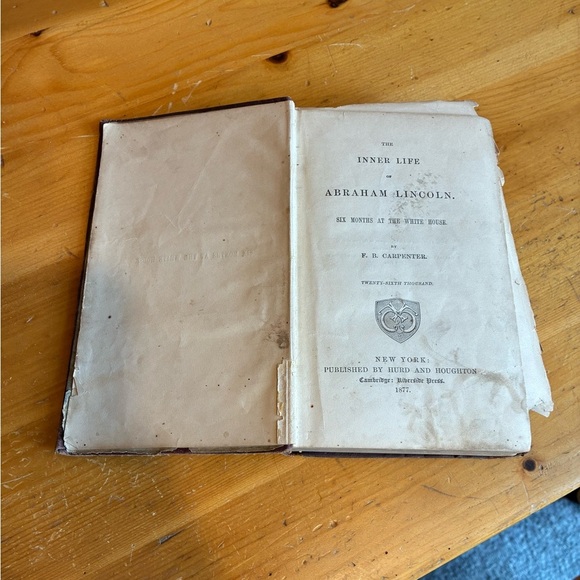 THE
INNER LIFE
OF
ABRAHAM LINCOLN.
SIX MONTHS AT THE WHITE HOUSE.
BY
F. B. CARPENTER.
TWENTY-SIXTH THOUSAND.
NEW YORK:
PUBLISHED BY HURD AND HOUGHTON
Cambridge: Riverside Press.
1877.